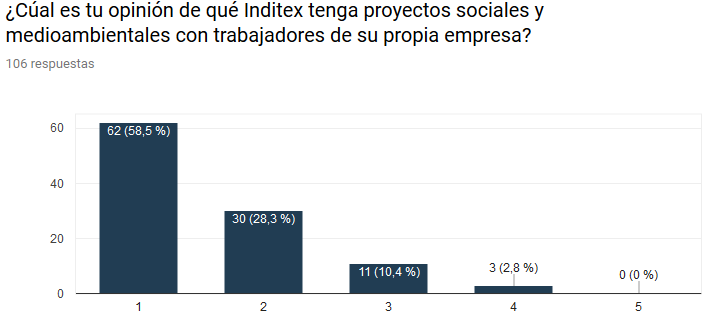 ¿Cúal es tu opinión de qué Inditex tenga proyectos sociales y
medioambientales con trabajadores de su propia empresa?
106 respuestas
60
40
20
0
62 (58,5 %)
30 (28,3 %)
11 (10,4 %)
3 (2,8 %)
0 (0 %)
1 2 3 4 5